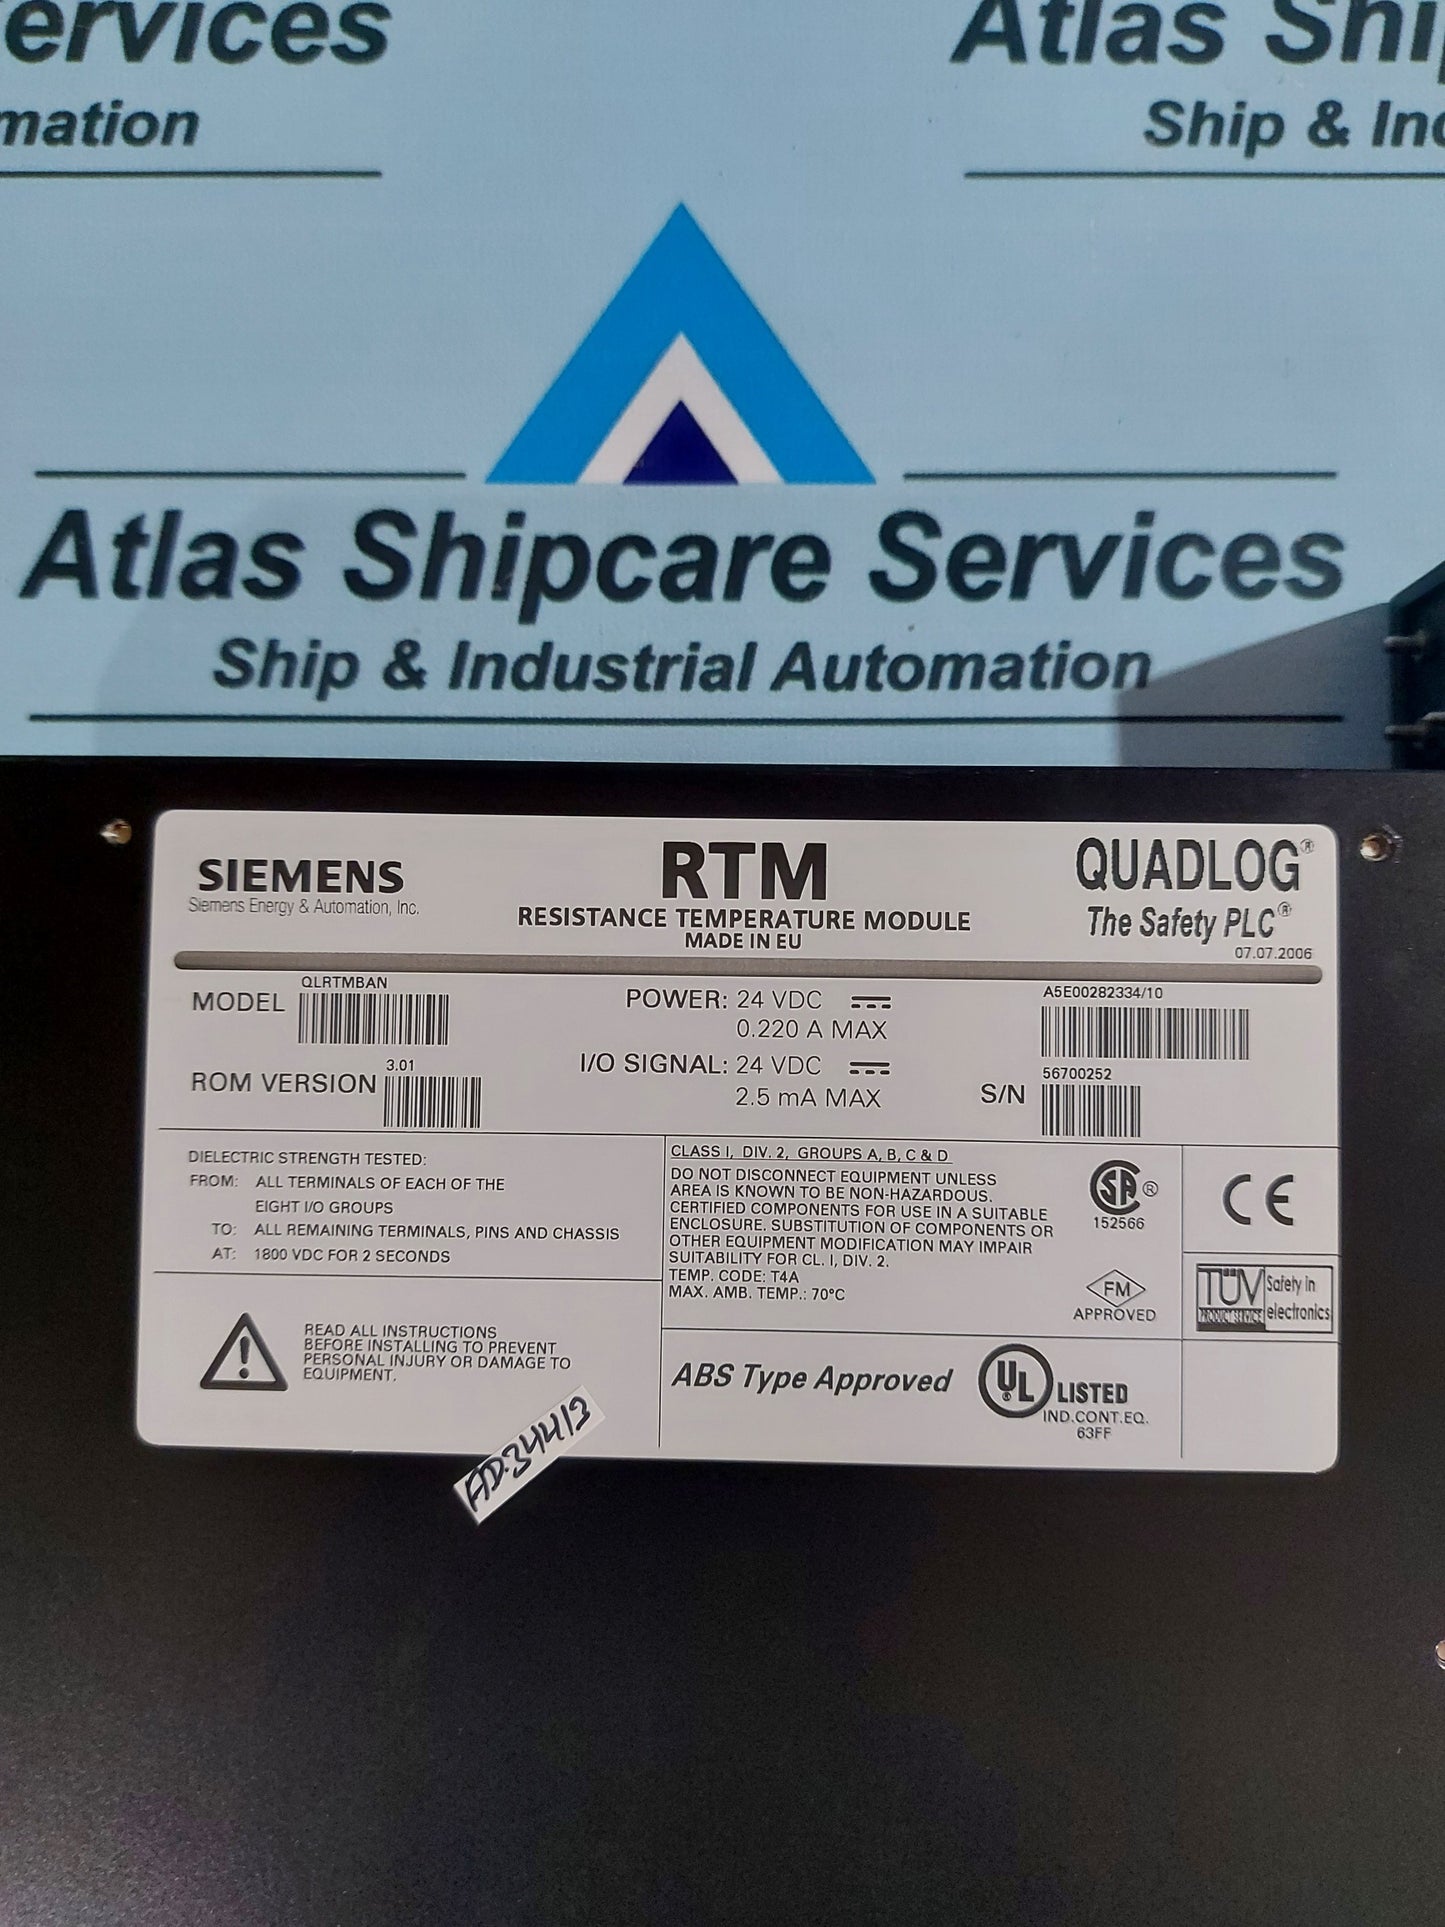 ervices
Atlas Shi
mation
Ship & Ind
Atlas Shipcare Services
Ship & Industrial Automation
SIEMENS
Siemens Energy & Automation, Inc.
RTM
RESISTANCE TEMPERATURE MODULE
MADE IN EU
QUADLOG®
The Safety PLC®
07.07.2006
MODEL
QLRTMBAN
ROM VERSION
3.01
POWER: 24 VDC
0.220 A MAX
I/O SIGNAL: 24 VDC
2.5 mA MAX
A5E00282334/10
S/N
56700252
DIELECTRIC STRENGTH TESTED:
FROM: ALL TERMINALS OF EACH OF THE
EIGHT I/O GROUPS
TO: ALL REMAINING TERMINALS, PINS AND CHASSIS
AT: 1800 VDC FOR 2 SECONDS
READ ALL INSTRUCTIONS
BEFORE INSTALLING TO PREVENT
PERSONAL INJURY OR DAMAGE TO
EQUIPMENT.
CLASS I, DIV. 2, GROUPS A, B, C & D
DO NOT DISCONNECT EQUIPMENT UNLESS
AREA IS KNOWN TO BE NON-HAZARDOUS.
CERTIFIED COMPONENTS FOR USE IN A SUITABLE
ENCLOSURE. SUBSTITUTION OF COMPONENTS OR
OTHER EQUIPMENT MODIFICATION MAY IMPAIR
SUITABILITY FOR CL. I, DIV. 2.
TEMP. CODE: T4A
MAX. AMB. TEMP.: 70°C
SA®
152566
FM
APPROVED
CE
TÜV
PRODUCT SERVICE
Safety in
electronics
ABS Type Approved
UL®
LISTED
IND.CONT.EQ.
63FF
AD.34413